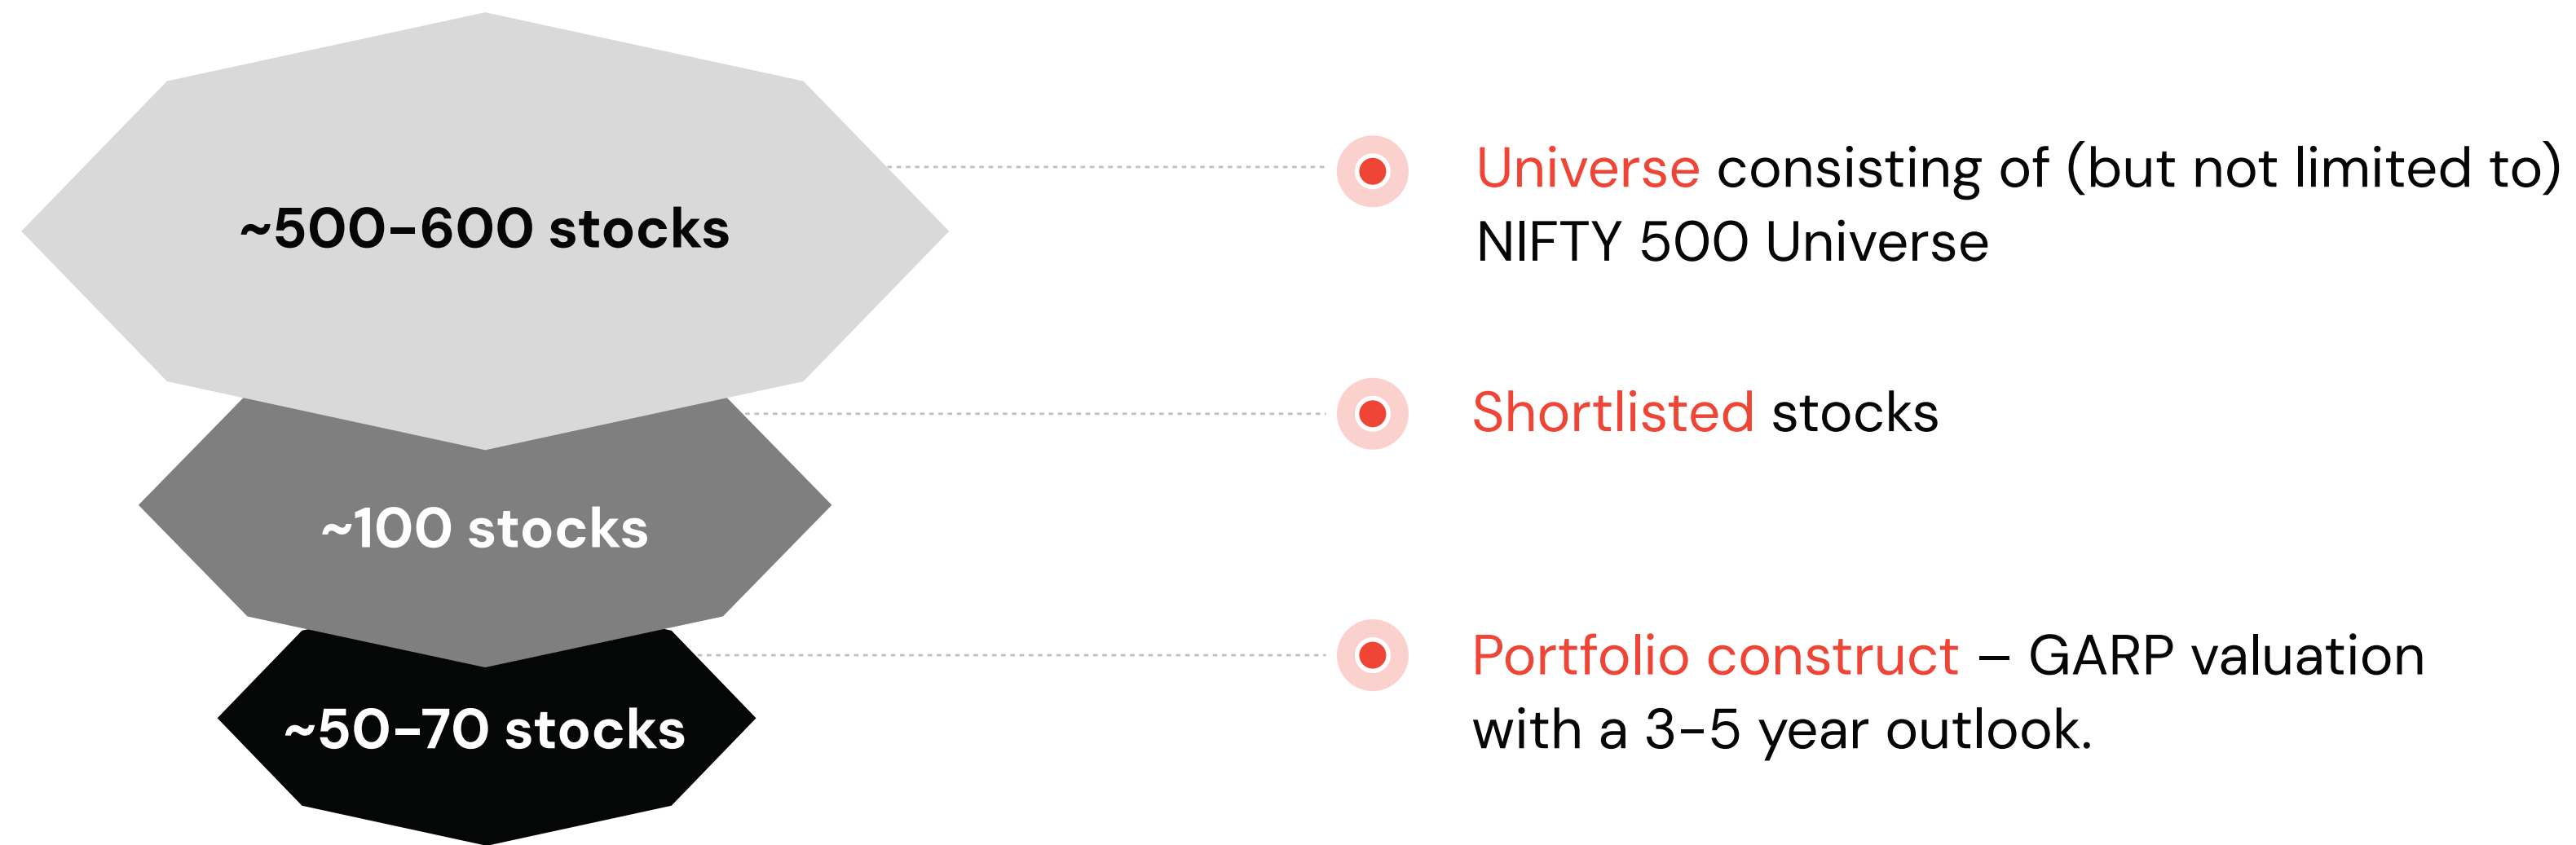 ~500-600 stocks
Universe consisting of (but not limited to)
NIFTY 500 Universe
~100 stocks
Shortlisted stocks
~50-70 stocks
Portfolio construct – GARP valuation
with a 3-5 year outlook.